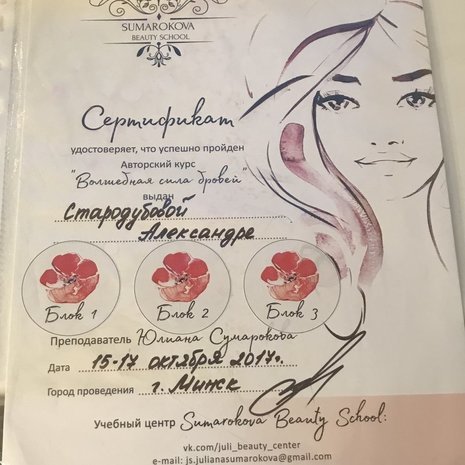 SUMAROKOVA
BEAUTY SCHOOL
Сертификат
удостоверяет, что успешно пройден
Авторский курс
"Волшебная сила бровей"
выдан
Стародубовой
Александре
Блок 1 Блок 2 Блок 3
Преподаватель Юлиана Сумарокова
Дата 15-17 октября 2017г.
Город проведения г. Минск
Учебный центр Sumarokova Beauty School:
vk.com/juli_beauty_center
e-mail: js.julianasumarokova@gmail.com